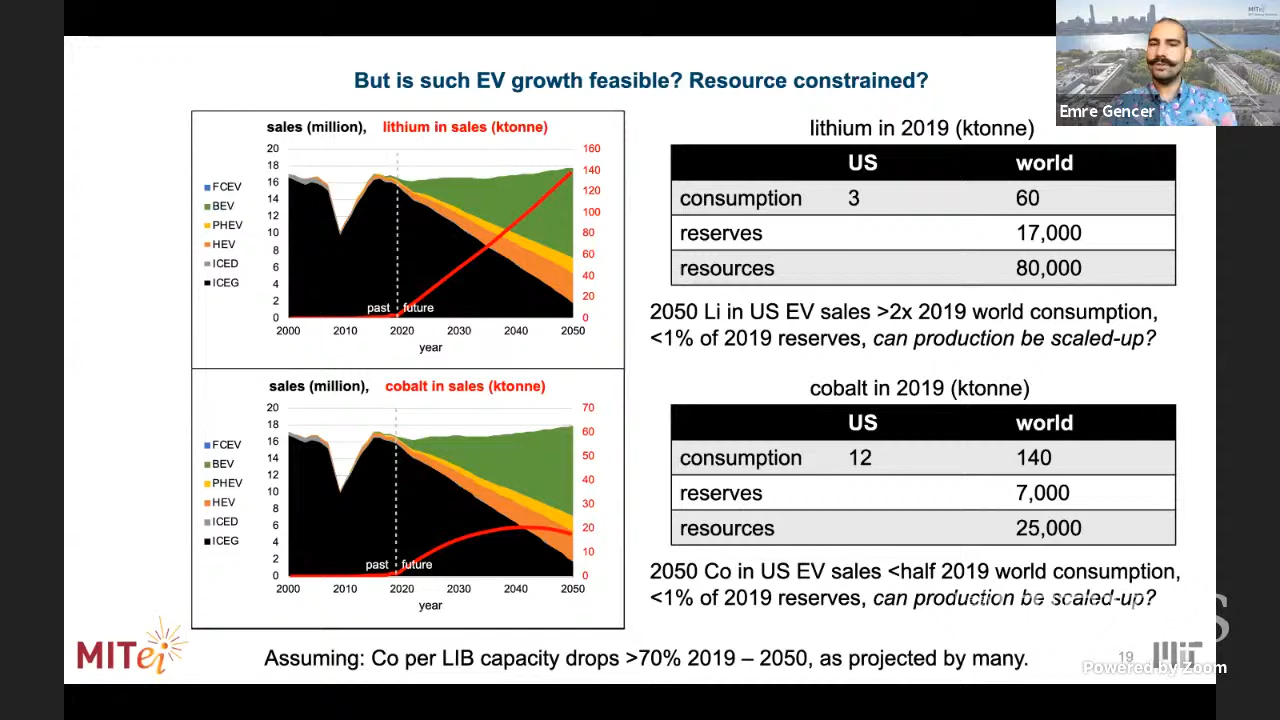 But is such EV growth feasible? Resource constrained?
MITei
Emre Gencer
sales (million), lithium in sales (ktonne)
20
18
16
14
12
10
8
6
4
2
0
160
140
120
100
80
60
40
20
0
FCEV
BEV
PHEV
HEV
ICED
ICEG
past future
2000 2010 2020 2030 2040 2050
year
sales (million), cobalt in sales (ktonne)
20
18
16
14
12
10
8
6
4
2
0
70
60
50
40
30
20
10
0
FCEV
BEV
PHEV
HEV
ICED
ICEG
past future
2000 2010 2020 2030 2040 2050
year
lithium in 2019 (ktonne)
US world
consumption 3 60
reserves 17,000
resources 80,000
2050 Li in US EV sales >2x 2019 world consumption,
<1% of 2019 reserves, can production be scaled-up?
cobalt in 2019 (ktonne)
US world
consumption 12 140
reserves 7,000
resources 25,000
2050 Co in US EV sales <half 2019 world consumption,
<1% of 2019 reserves, can production be scaled-up?
MITei
Assuming: Co per LIB capacity drops >70% 2019 – 2050, as projected by many.
19
Powered by Zoom